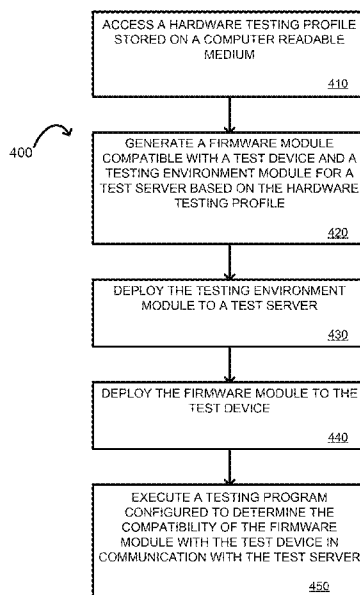 ACCESS A HARDWARE TESTING PROFILE
STORED ON A COMPUTER READABLE
MEDIUM
410
400
GENERATE A FIRMWARE MODULE
COMPATIBLE WITH A TEST DEVICE AND A
TESTING ENVIRONMENT MODULE FOR A
TEST SERVER BASED ON THE HARDWARE
TESTING PROFILE
420
DEPLOY THE TESTING ENVIRONMENT
MODULE TO A TEST SERVER
430
DEPLOY THE FIRMWARE MODULE TO THE
TEST DEVICE
440
EXECUTE A TESTING PROGRAM
CONFIGURED TO DETERMINE THE
COMPATIBILITY OF THE FIRMWARE
MODULE WITH THE TEST DEVICE IN
COMMUNICATION WITH THE TEST SERVER
450